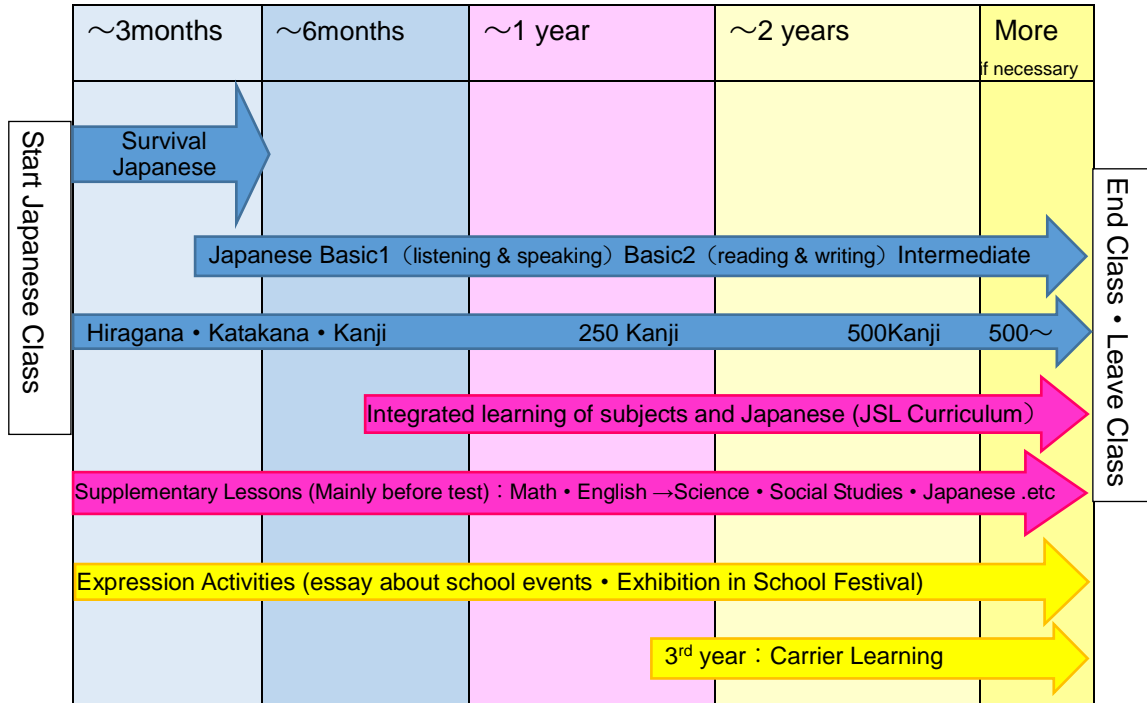 ～3months
～6months
～1 year
～2 years
More
if necessary
Start Japanese Class
Survival
Japanese
Japanese Basic1（listening & speaking）Basic2（reading & writing）Intermediate
Hiragana・Katakana・Kanji
250 Kanji
500Kanji
500～
Integrated learning of subjects and Japanese (JSL Curriculum）
Supplementary Lessons (Mainly before test)：Math・English →Science・Social Studies・Japanese .etc
Expression Activities (essay about school events・Exhibition in School Festival)
3rd year：Carrier Learning
End Class・Leave Class